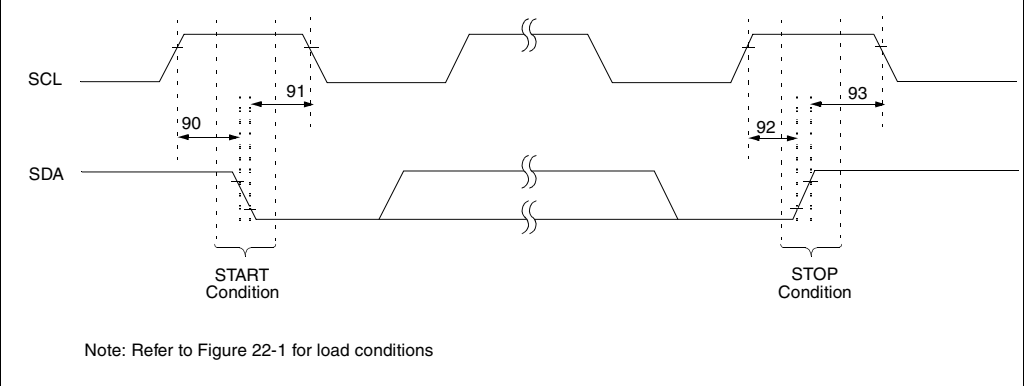 SCL
91
93
90
92
SDA
START
Condition
STOP
Condition
Note: Refer to Figure 22-1 for load conditions